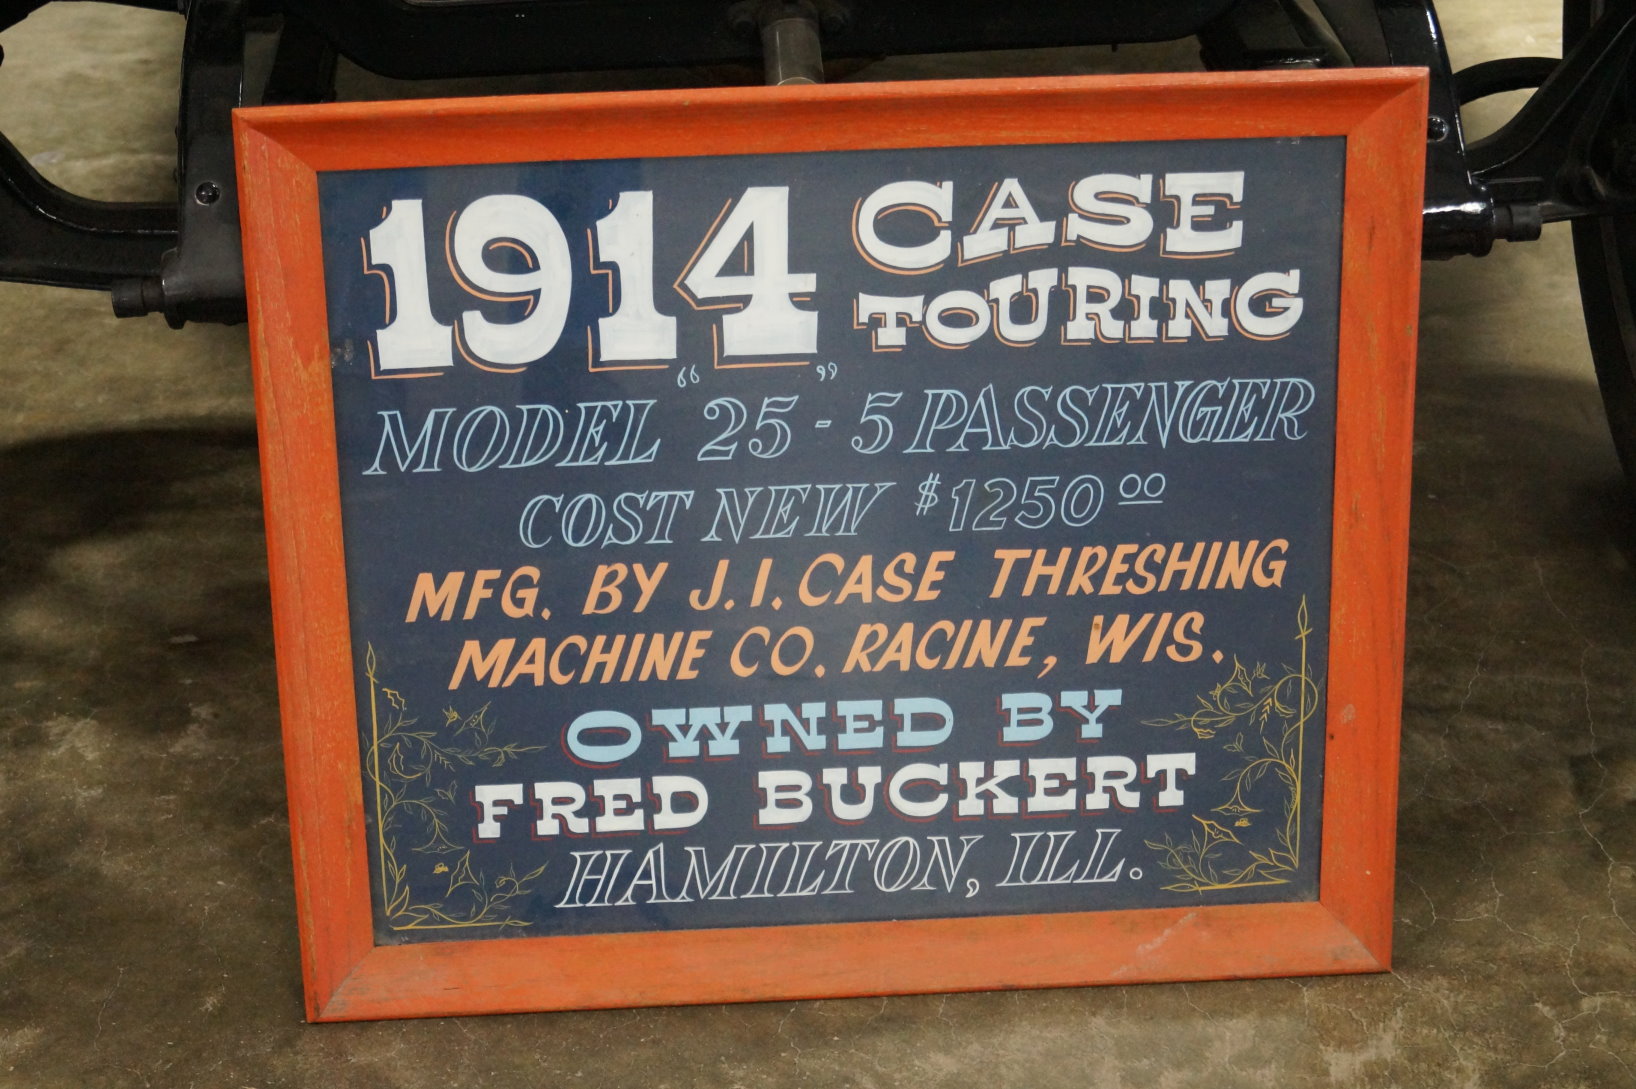 1914 CASE TOURING
MODEL "25" - 5 PASSENGER
COST NEW $1250.00
MFG. BY J. I. CASE THRESHING
MACHINE CO. RACINE, WIS.
OWNED BY
FRED BUCKERT
HAMILTON, ILL.